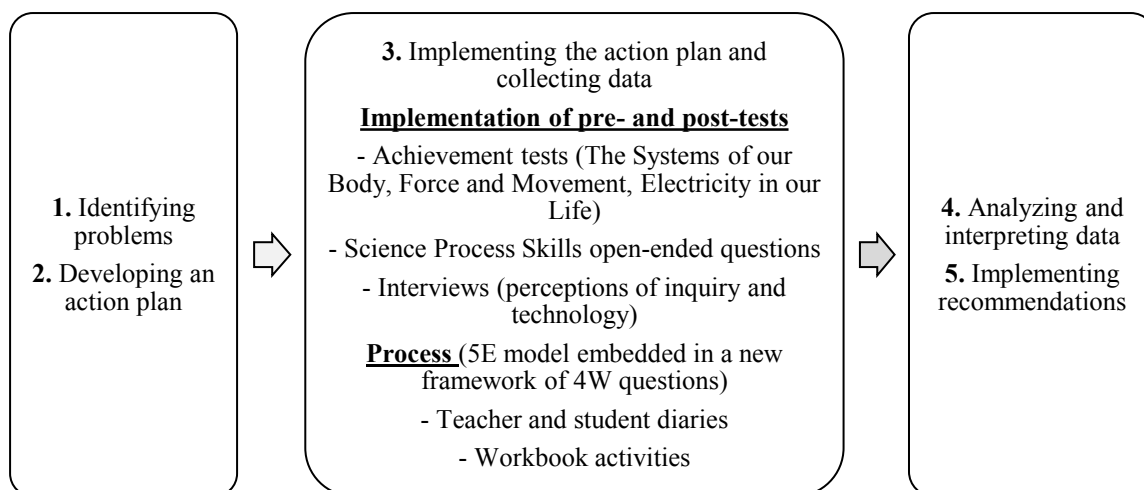 1. Identifying
problems
2. Developing an
action plan
3. Implementing the action plan and
collecting data
Implementation of pre- and post-tests
- Achievement tests (The Systems of our
Body, Force and Movement, Electricity in our
Life)
- Science Process Skills open-ended questions
- Interviews (perceptions of inquiry and
technology)
Process (5E model embedded in a new
framework of 4W questions)
- Teacher and student diaries
- Workbook activities
4. Analyzing and
interpreting data
5. Implementing
recommendations